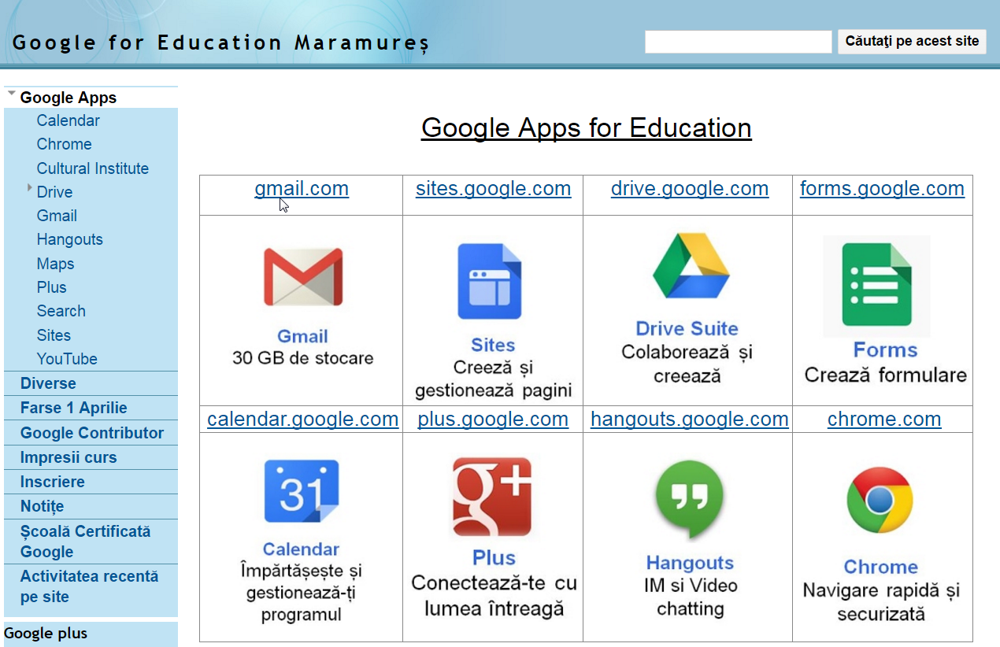 Google for Education Maramureș
Căutaţi pe acest site
Google Apps
Calendar
Chrome
Cultural Institute
Drive
Gmail
Hangouts
Maps
Plus
Search
Sites
YouTube
Diverse
Farse 1 Aprilie
Google Contributor
Impresii curs
Inscriere
Notițe
Școală Certificată
Google
Activitatea recentă
pe site
Google plus
Google Apps for Education
gmail.com
sites.google.com
drive.google.com
forms.google.com
Gmail
30 GB de stocare
Sites
Creeză și
gestionează pagini
Drive Suite
Colaborează și
creează
Forms
Crează formulare
calendar.google.com
plus.google.com
hangouts.google.com
chrome.com
31
Calendar
Împărtășește și
gestionează-ți
programul
g+
Plus
Conectează-te cu
lumea întreagă
Hangouts
IM si Video
chatting
Chrome
Navigare rapidă și
securizată